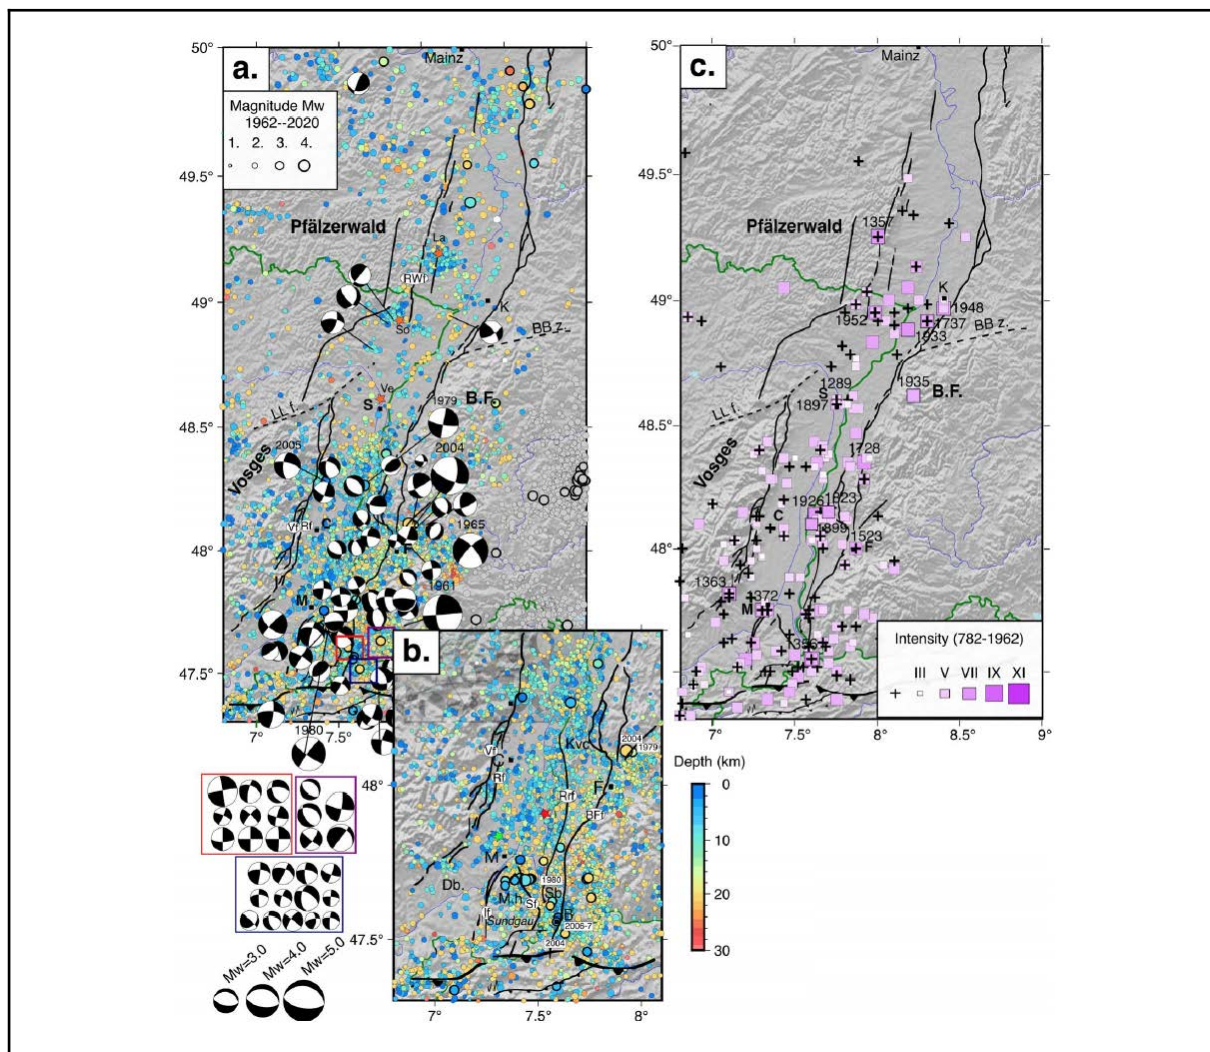 50°
a.
Mainz
Magnitude Mw
1962--2020
1. 2. 3. 4.
49.5°
Pfälzerwald
La
RWf
49°
So
K
BB z.
Ve
LL f.
S
1979
B.F.
48.5°
2005
2004
Vosges
VfRf
C
1965
48°
F
1961
M
47.5°
7°
7.5°
1980
b.
Kvc
2004
1979
Vf
C
Rf
48°
Rrf
F
BFf
M
Db.
1980
M.h
Sb
Sf
If
Sundgau
B
2006-7
47.5°
2004
7°
7.5°
8°
Mw=3.0
Mw=4.0
Mw=5.0
50°
c.
Mainz
49.5°
1357
Pfälzerwald
49°
K
1948
1952
1737
1933
BB z.
1289
S
1935
B.F.
1897
LL f.
48.5°
1728
Vosges
1926
1523
C
1899
48°
F
1363
1372
M
47.5°
Intensity (782-1962)
III V VII IX XI
7°
7.5°
8°
8.5°
9°
Depth (km)
0
10
20
30